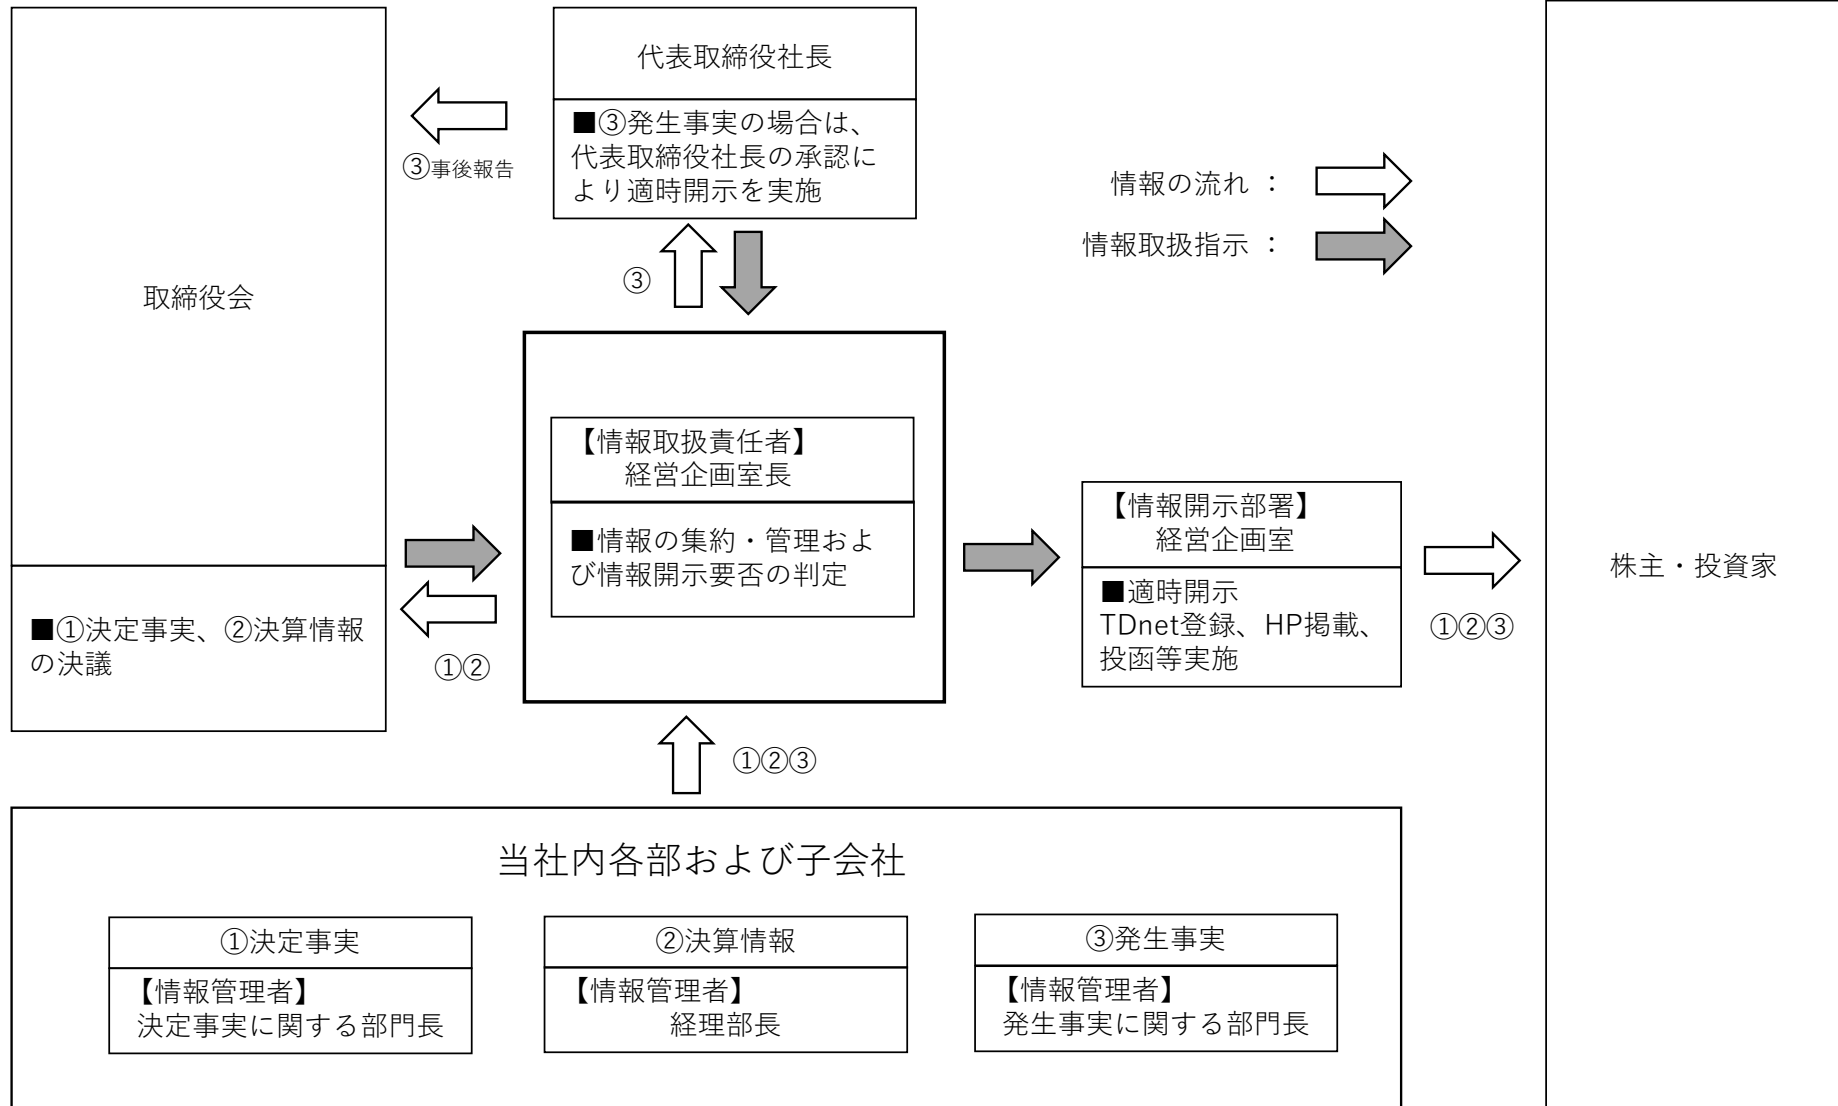 代表取締役社長
■③発生事実の場合は、
代表取締役社長の承認に
より適時開示を実施
③事後報告
情報の流れ ：
情報取扱指示 ：
③
取締役会
【情報取扱責任者】
経営企画室長
■情報の集約・管理およ
び情報開示要否の判定
【情報開示部署】
経営企画室
■適時開示
TDnet登録、HP掲載、
投函等実施
株主・投資家
①②③
■①決定事実、②決算情報
の決議
①②
①②③
当社内各部および子会社
①決定事実
【情報管理者】
決定事実に関する部門長
②決算情報
【情報管理者】
経理部長
③発生事実
【情報管理者】
発生事実に関する部門長